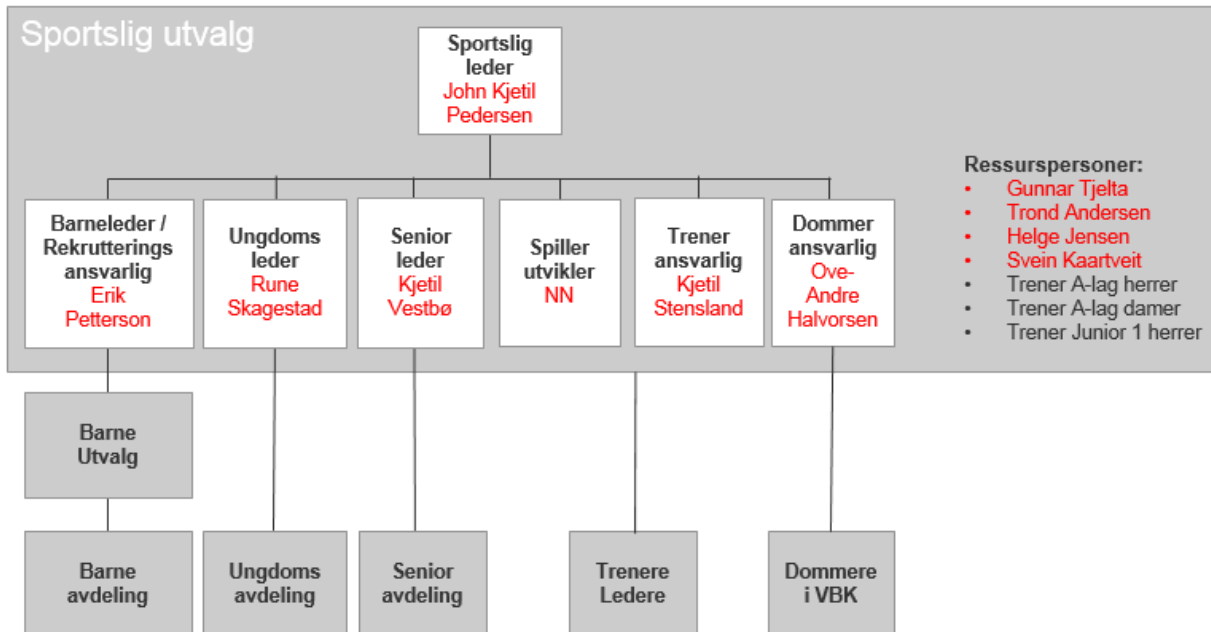 Sportslig utvalg
Sportslig
leder
John Kjetil
Pedersen
Barneleder /
Rekrutterings
ansvarlig
Erik
Petterson
Ungdoms
leder
Rune
Skagestad
Senior
leder
Kjetil
Vestbø
Spiller
utvikler
NN
Trener
ansvarlig
Kjetil
Stensland
Dommer
ansvarlig
Ove-
Andre
Halvorsen
Ressurspersoner:
• Gunnar Tjelta
• Trond Andersen
• Helge Jensen
• Svein Kaartveit
• Trener A-lag herrer
• Trener A-lag damer
• Trener Junior 1 herrer
Barne
Utvalg
Barne
avdeling
Ungdoms
avdeling
Senior
avdeling
Trenere
Ledere
Dommere
i VBK